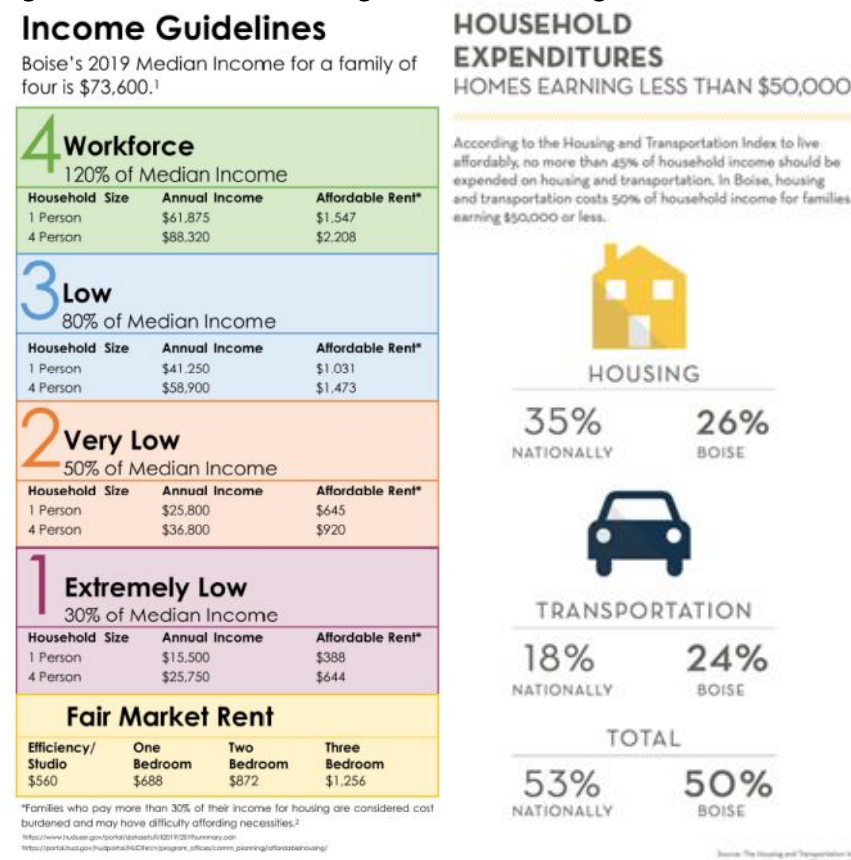 Income Guidelines
Boise's 2019 Median Income for a family of
four is $73,600.¹
4 Workforce
120% of Median Income
Household Size Annual Income Affordable Rent*
1 Person $61,875 $1,547
4 Person $88,320 $2,208
3 Low
80% of Median Income
Household Size Annual Income Affordable Rent*
1 Person $41,250 $1,031
4 Person $58,900 $1,473
2 Very Low
50% of Median Income
Household Size Annual Income Affordable Rent*
1 Person $25,800 $645
4 Person $36,800 $920
1 Extremely Low
30% of Median Income
Household Size Annual Income Affordable Rent*
1 Person $15,500 $388
4 Person $25,750 $644
Fair Market Rent
Efficiency/ One Two Three
Studio Bedroom Bedroom Bedroom
$560 $688 $872 $1,256
*Families who pay more than 30% of their income for housing are considered cost
burdened and may have difficulty affording necessities.²
HOUSEHOLD
EXPENDITURES
HOMES EARNING LESS THAN $50,000
According to the Housing and Transportation Index to live
affordably, no more than 45% of household income should be
expended on housing and transportation. In Boise, housing
and transportation costs 50% of household income for families
earning $50,000 or less.
HOUSING
35% 26%
NATIONALLY BOISE
TRANSPORTATION
18% 24%
NATIONALLY BOISE
TOTAL
53% 50%
NATIONALLY BOISE